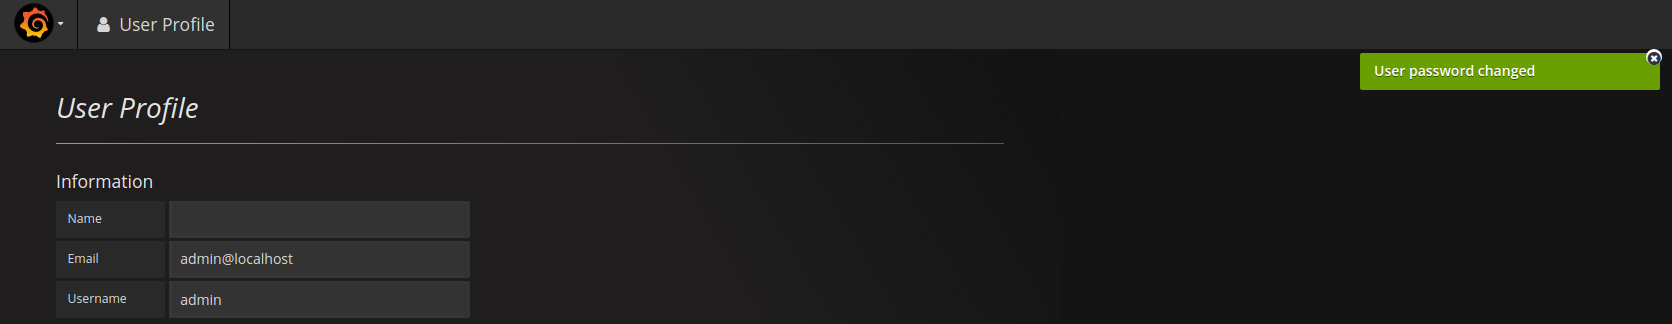 User Profile
User password changed
User Profile
Information
Name
Email admin@localhost
Username admin